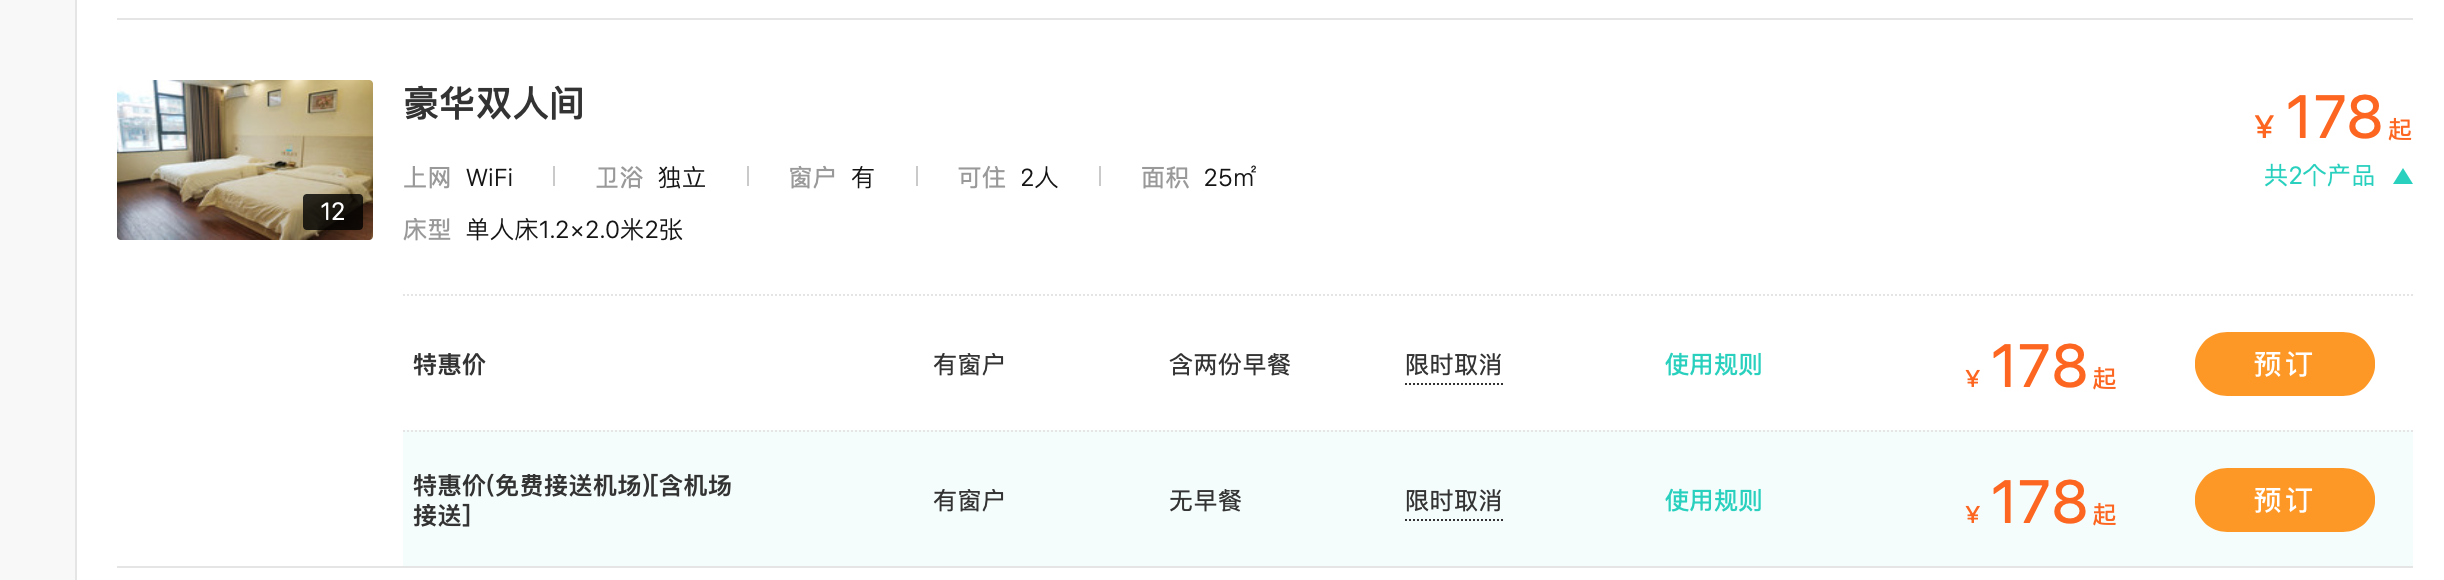 豪华双人间
¥178起
上网 WiFi 卫浴 独立 窗户 有 可住 2人 面积 25㎡
共2个产品
12
床型 单人床1.2×2.0米2张
特惠价 有窗户 含两份早餐 限时取消 使用规则 ¥178起 预订
特惠价(免费接送机场)[含机场
接送] 有窗户 无早餐 限时取消 使用规则 ¥178起 预订